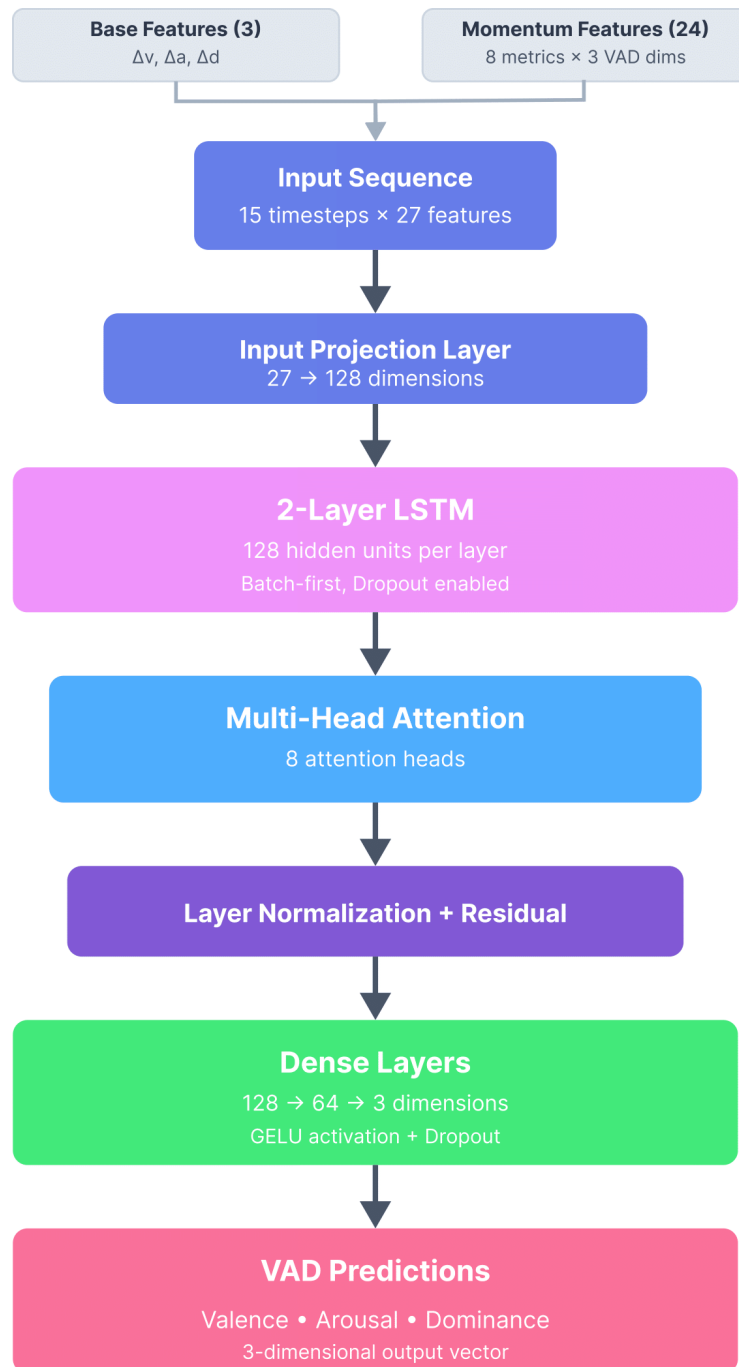 Base Features (3)
Δv, Δa, Δd
Momentum Features (24)
8 metrics × 3 VAD dims
Input Sequence
15 timesteps × 27 features
Input Projection Layer
27 → 128 dimensions
2-Layer LSTM
128 hidden units per layer
Batch-first, Dropout enabled
Multi-Head Attention
8 attention heads
Layer Normalization + Residual
Dense Layers
128 → 64 → 3 dimensions
GELU activation + Dropout
VAD Predictions
Valence • Arousal • Dominance
3-dimensional output vector